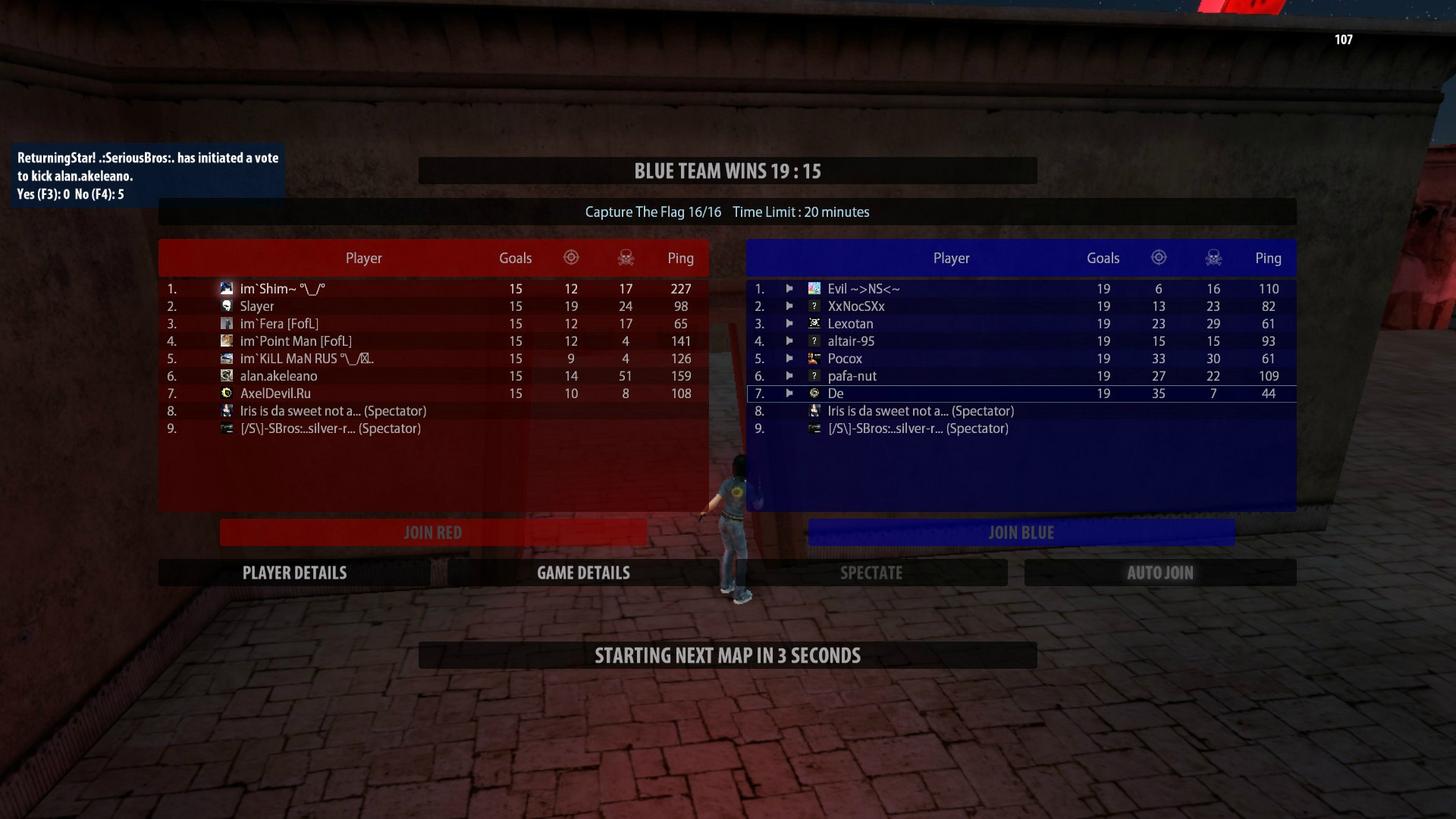 107
ReturningStar! .:SeriousBros:. has initiated a vote
to kick alan.akeleano.
Yes (F3): 0 No (F4): 5
BLUE TEAM WINS 19 : 15
Capture The Flag 16/16 Time Limit : 20 minutes
Player Goals Ping
1. im`Shim~ °\_/° 15 12 17 227
2. Slayer 15 19 24 98
3. im`Fera [FofL] 15 12 17 65
4. im`Point Man [FofL] 15 12 4 141
5. im`KiLL MaN RUS °\_/.. 15 9 4 126
6. alan.akeleano 15 14 51 159
7. AxelDevil.Ru 15 10 8 108
8. Iris is da sweet not a... (Spectator)
9. [/S\]-SBros:..silver-r... (Spectator)
Player Goals Ping
1. Evil ~>NS<~ 19 6 16 110
2. XxNocSXx 19 13 23 82
3. Lexotan 19 23 29 61
4. altair-95 19 15 15 93
5. Pocox 19 33 30 61
6. pafa-nut 19 27 22 109
7. De 19 35 7 44
8. Iris is da sweet not a... (Spectator)
9. [/S\]-SBros:..silver-r... (Spectator)
JOIN RED
JOIN BLUE
PLAYER DETAILS
GAME DETAILS
SPECTATE
AUTO JOIN
STARTING NEXT MAP IN 3 SECONDS